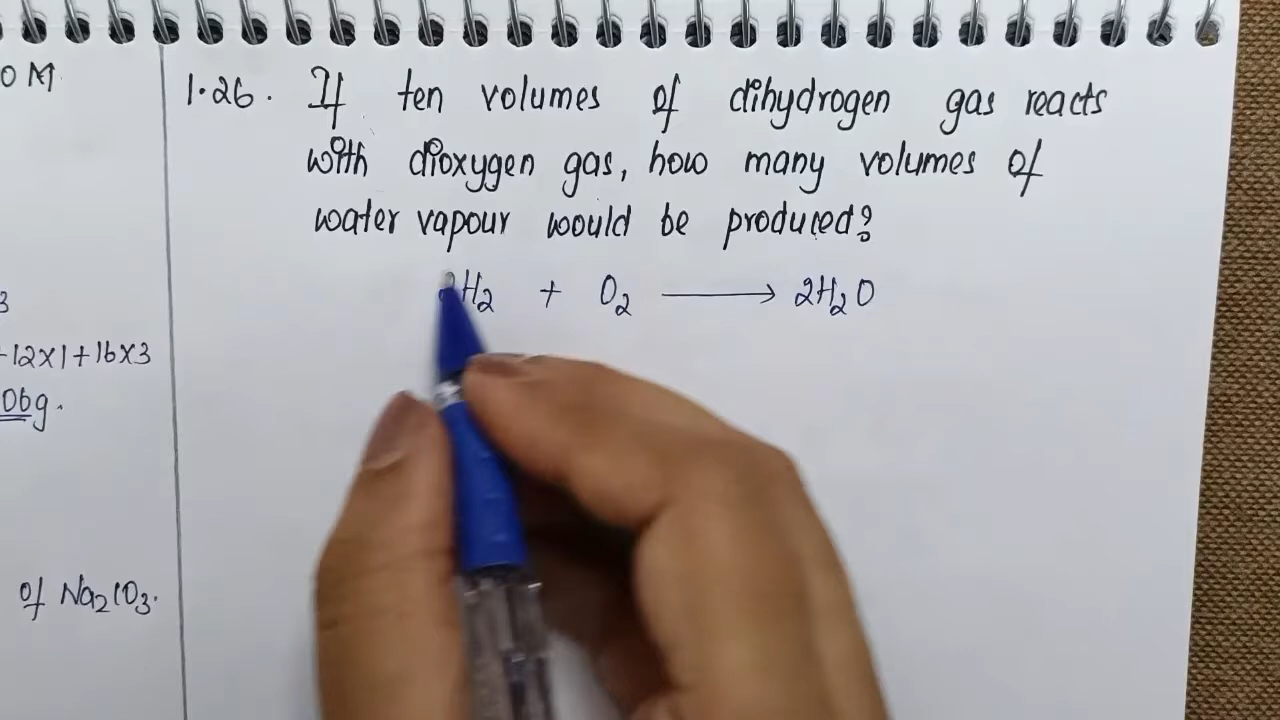 0 M
1.26. If ten volumes of dihydrogen gas reacts
with dioxygen gas, how many volumes of
water vapour would be produced?
2H2 + O2 → 2H2O
3
+12x1+16x3
06g.
of Na2CO3.